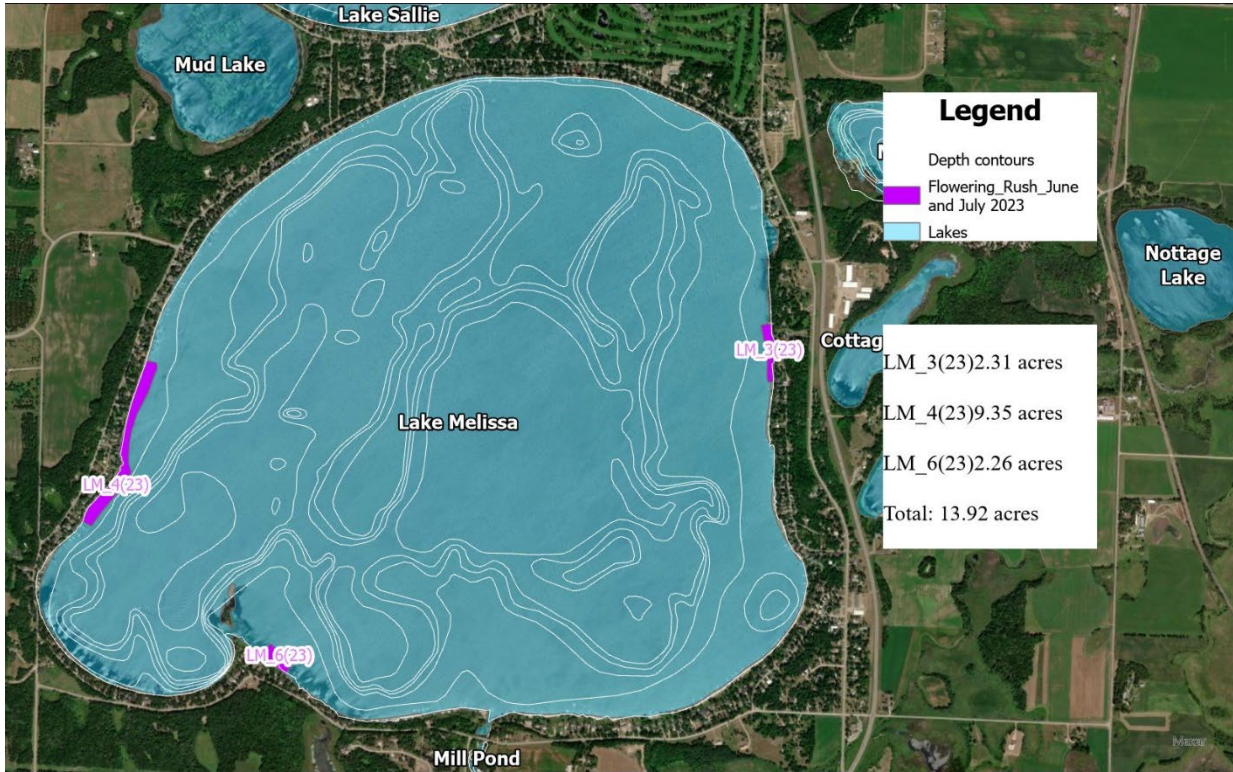 Lake Sallie
Mud Lake
Legend
Depth contours
Flowering_Rush_June
and July 2023
Lakes
Nottage
Lake
LM_3(23)
LM_3(23)2.31 acres
LM_4(23)9.35 acres
LM_6(23)2.26 acres
Total: 13.92 acres
Lake Melissa
LM_4(23)
LM_6(23)
Mill Pond
Maxar